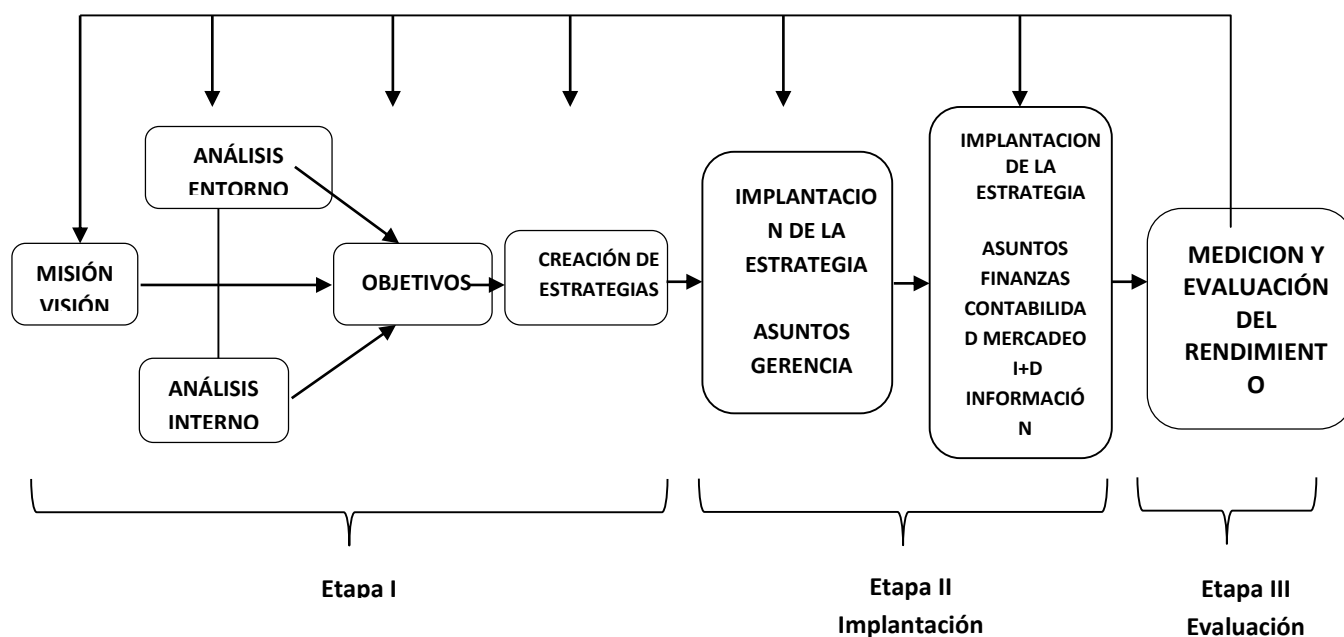 ANÁLISIS
ENTORNO
MISIÓN
VISIÓN
ANÁLISIS
INTERNO
OBJETIVOS
CREACIÓN DE
ESTRATEGIAS
IMPLANTACIO
N DE LA
ESTRATEGIA
ASUNTOS
GERENCIA
IMPLANTACION
DE LA
ESTRATEGIA
ASUNTOS
FINANZAS
CONTABILIDA
D MERCADEO
I+D
INFORMACIÓ
N
MEDICION Y
EVALUACIÓN
DEL
RENDIMIENT
O
Etapa I
Etapa II
Implantación
Etapa III
Evaluación